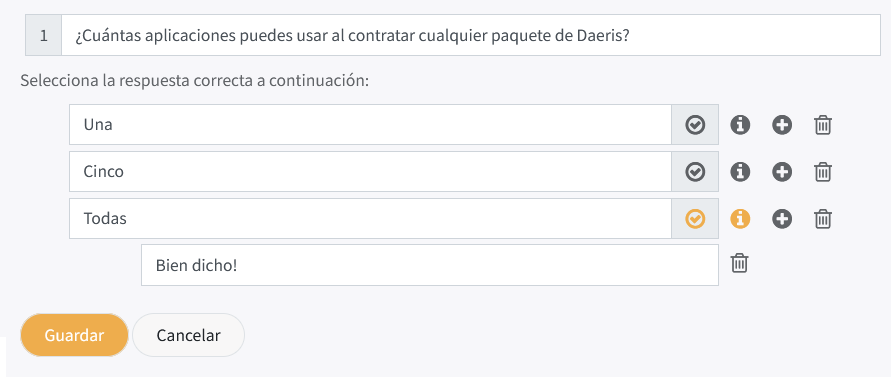 1
¿Cuántas aplicaciones puedes usar al contratar cualquier paquete de Daeris?
Selecciona la respuesta correcta a continuación:
Una
Cinco
Todas
Bien dicho!
Guardar
Cancelar